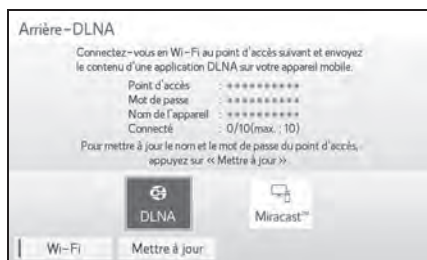 Arrière-DLNA
Connectez-vous en Wi-Fi au point d'accès suivant et envoyez
le contenu d'une application DLNA sur votre appareil mobile.
Point d'accès : **********
Mot de passe : **********
Nom de l'appareil : **********
Connecté : 0/10(max. : 10)
Pour mettre à jour le nom et le mot de passe du point d'accès,
appuyez sur « Mettre à jour »
DLNA Miracast™
Wi-Fi Mettre à jour